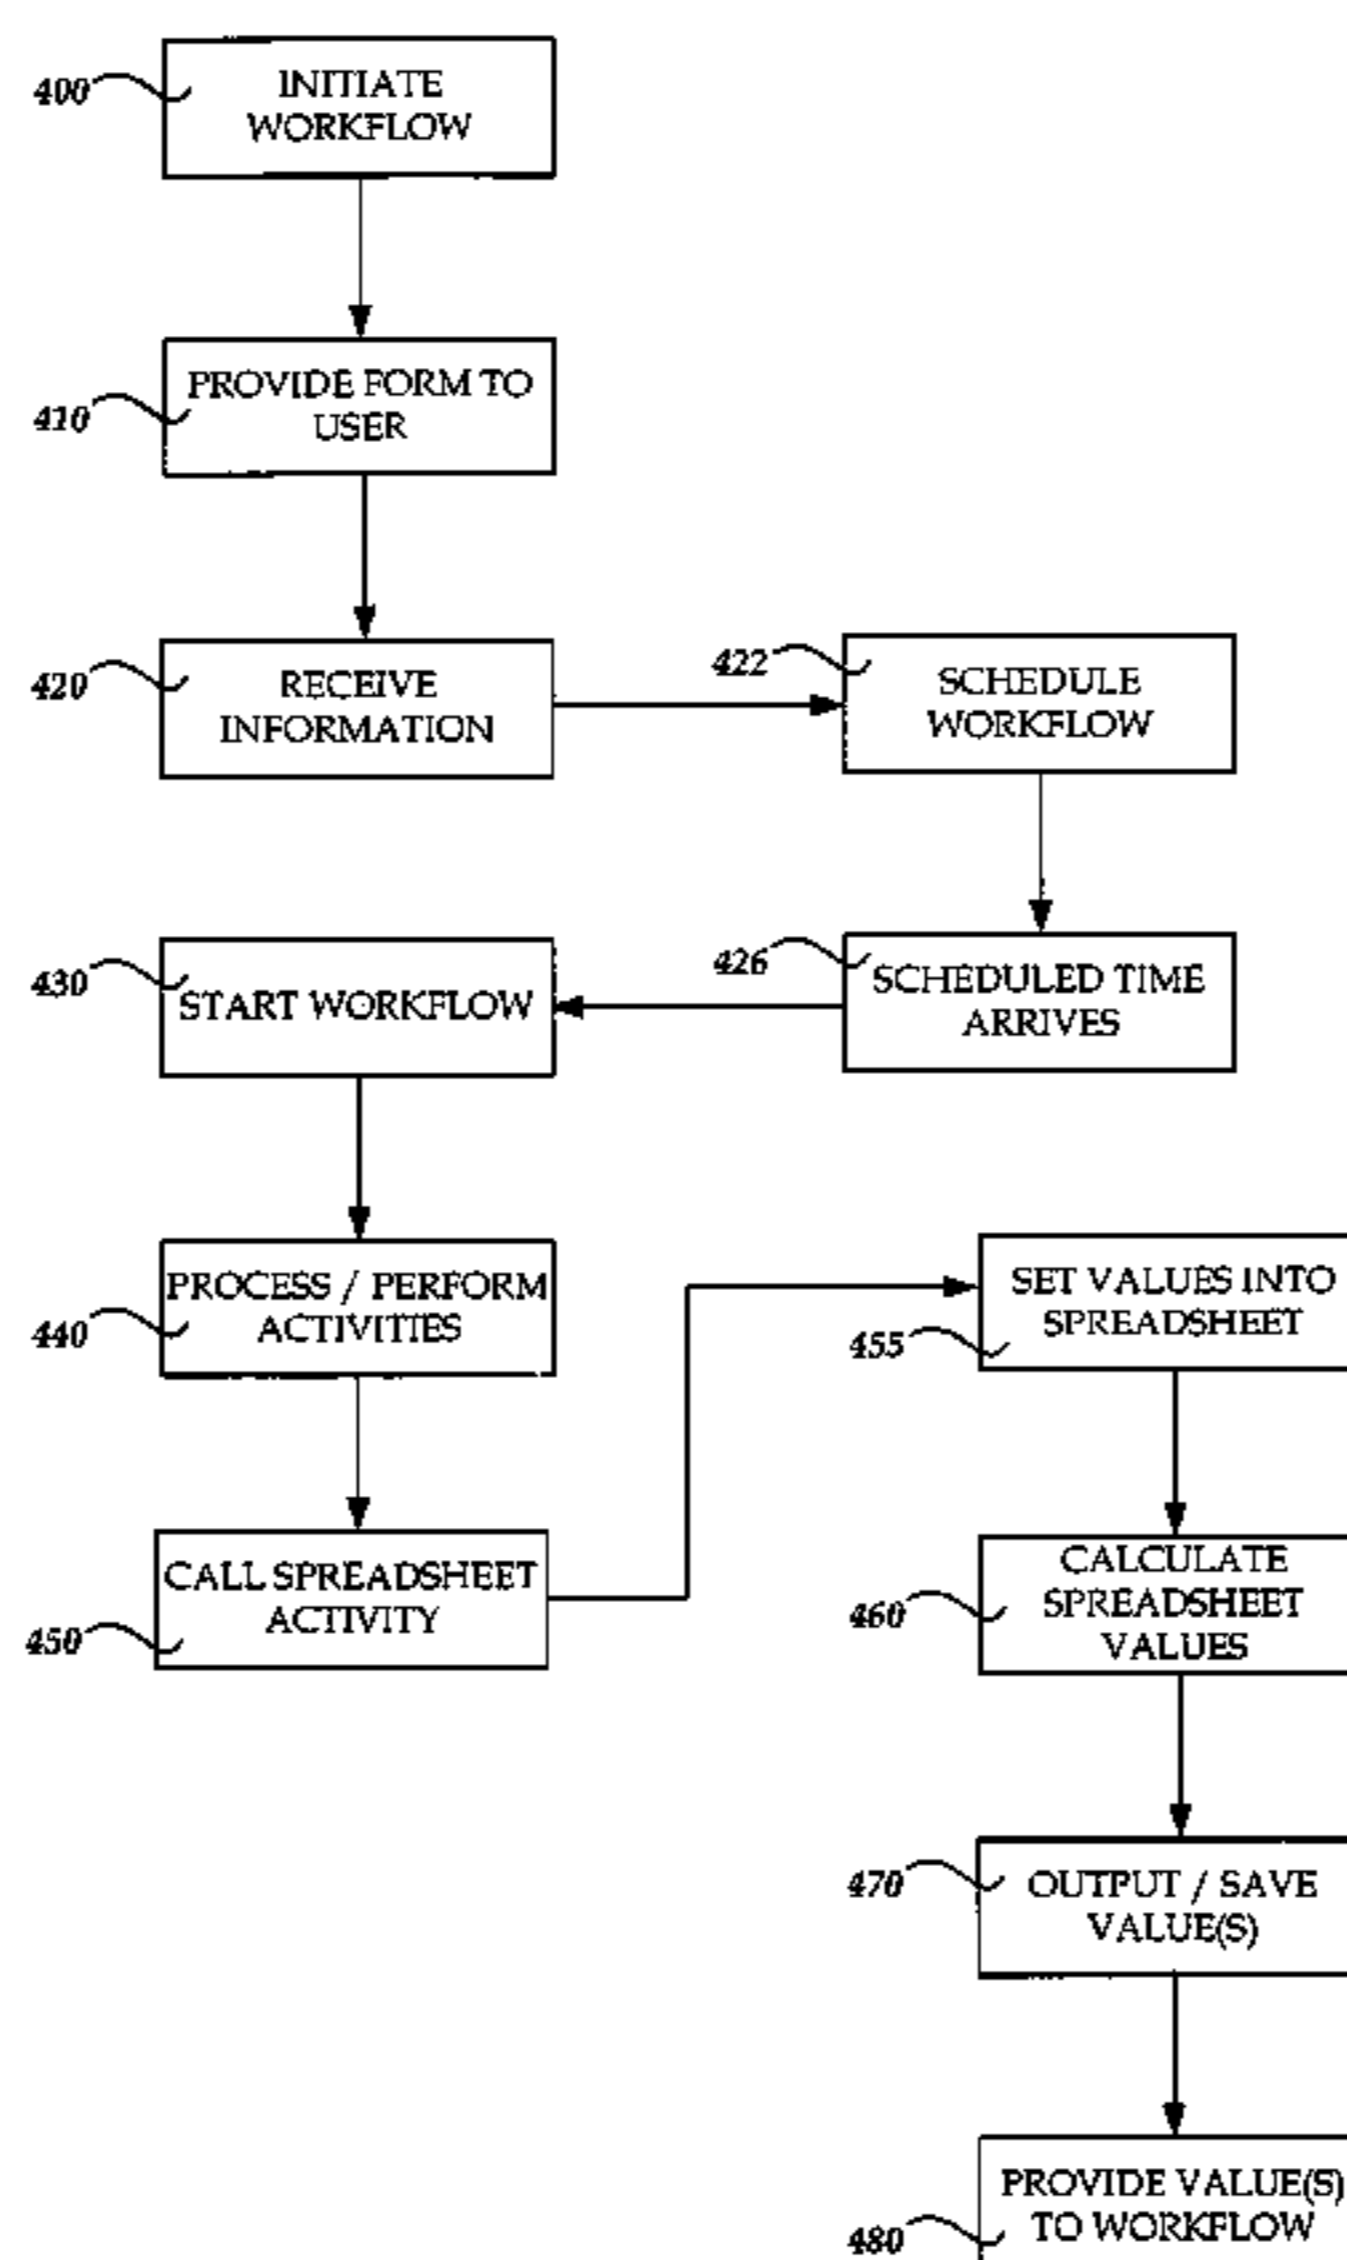 400
INITIATE
WORKFLOW
410
PROVIDE FORM TO
USER
420
RECEIVE
INFORMATION
422
SCHEDULE
WORKFLOW
426
SCHEDULED TIME
ARRIVES
430
START WORKFLOW
440
PROCESS / PERFORM
ACTIVITIES
450
CALL SPREADSHEET
ACTIVITY
455
SET VALUES INTO
SPREADSHEET
460
CALCULATE
SPREADSHEET
VALUES
470
OUTPUT / SAVE
VALUE(S)
480
PROVIDE VALUE(S)
TO WORKFLOW